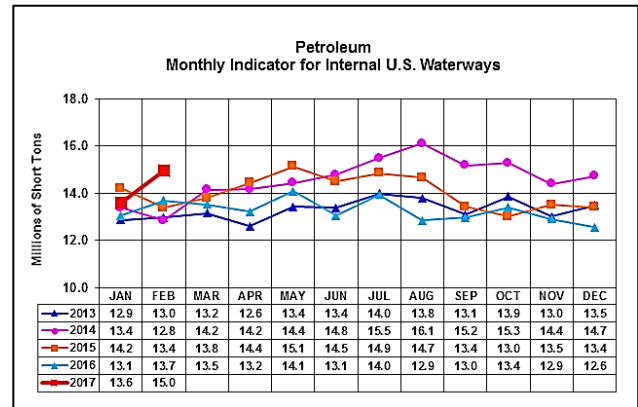 Petroleum
Monthly Indicator for Internal U.S. Waterways
Millions of Short Tons
18.0
16.0
14.0
12.0
10.0
JAN FEB MAR APR MAY JUN JUL AUG SEP OCT NOV DEC
2013 12.9 13.0 13.2 12.6 13.4 13.4 14.0 13.8 13.1 13.9 13.0 13.5
2014 13.4 12.8 14.2 14.2 14.4 14.8 15.5 16.1 15.2 15.3 14.4 14.7
2015 14.2 13.4 13.8 14.4 15.1 14.5 14.9 14.7 13.4 13.0 13.5 13.4
2016 13.1 13.7 13.5 13.2 14.1 13.1 14.0 12.9 13.0 13.4 12.9 12.6
2017 13.6 15.0